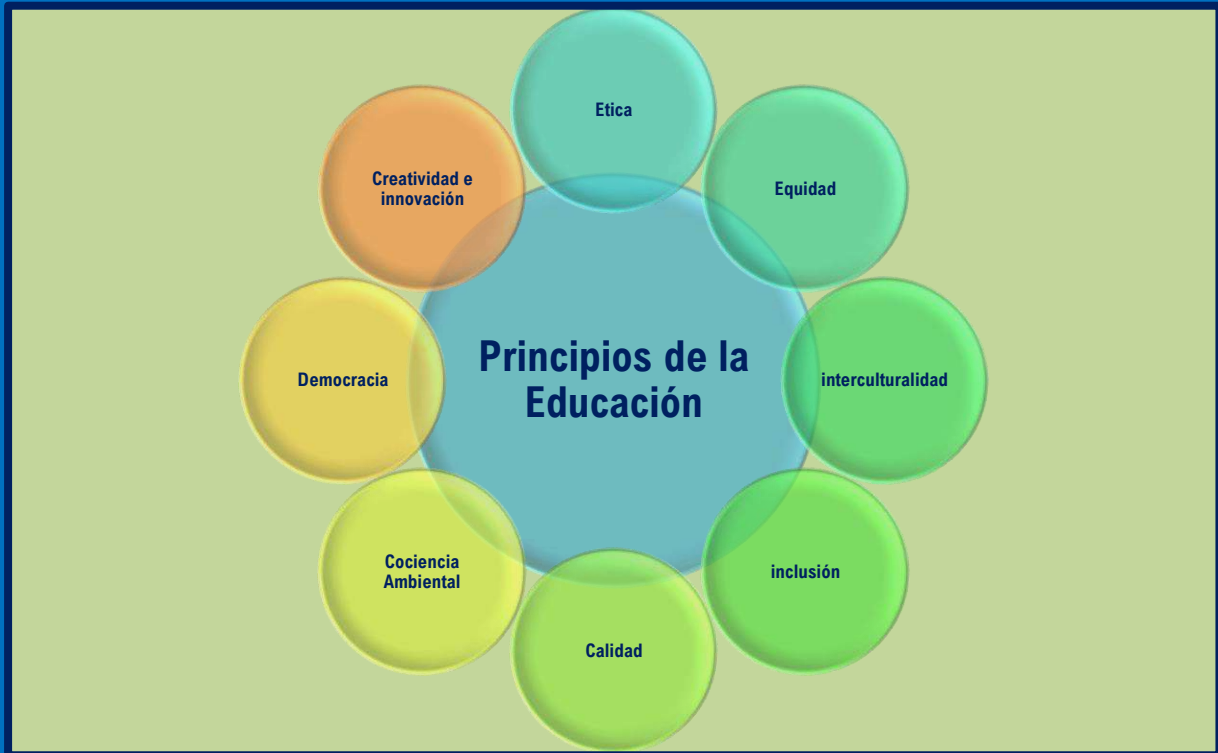 Etica
Equidad
interculturalidad
inclusión
Calidad
Cociencia
Ambiental
Democracia
Creatividad e
innovación
Principios de la
Educación